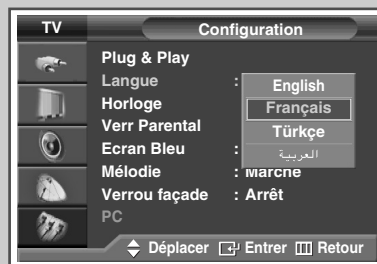 TV
Configuration
Plug & Play
Langue :
English
Français
Türkçe
العربية
Horloge
Verr Parental
Ecran Bleu :
Mélodie : Marche
Verrou façade : Arrêt
PC
Déplacer Entrer Retour